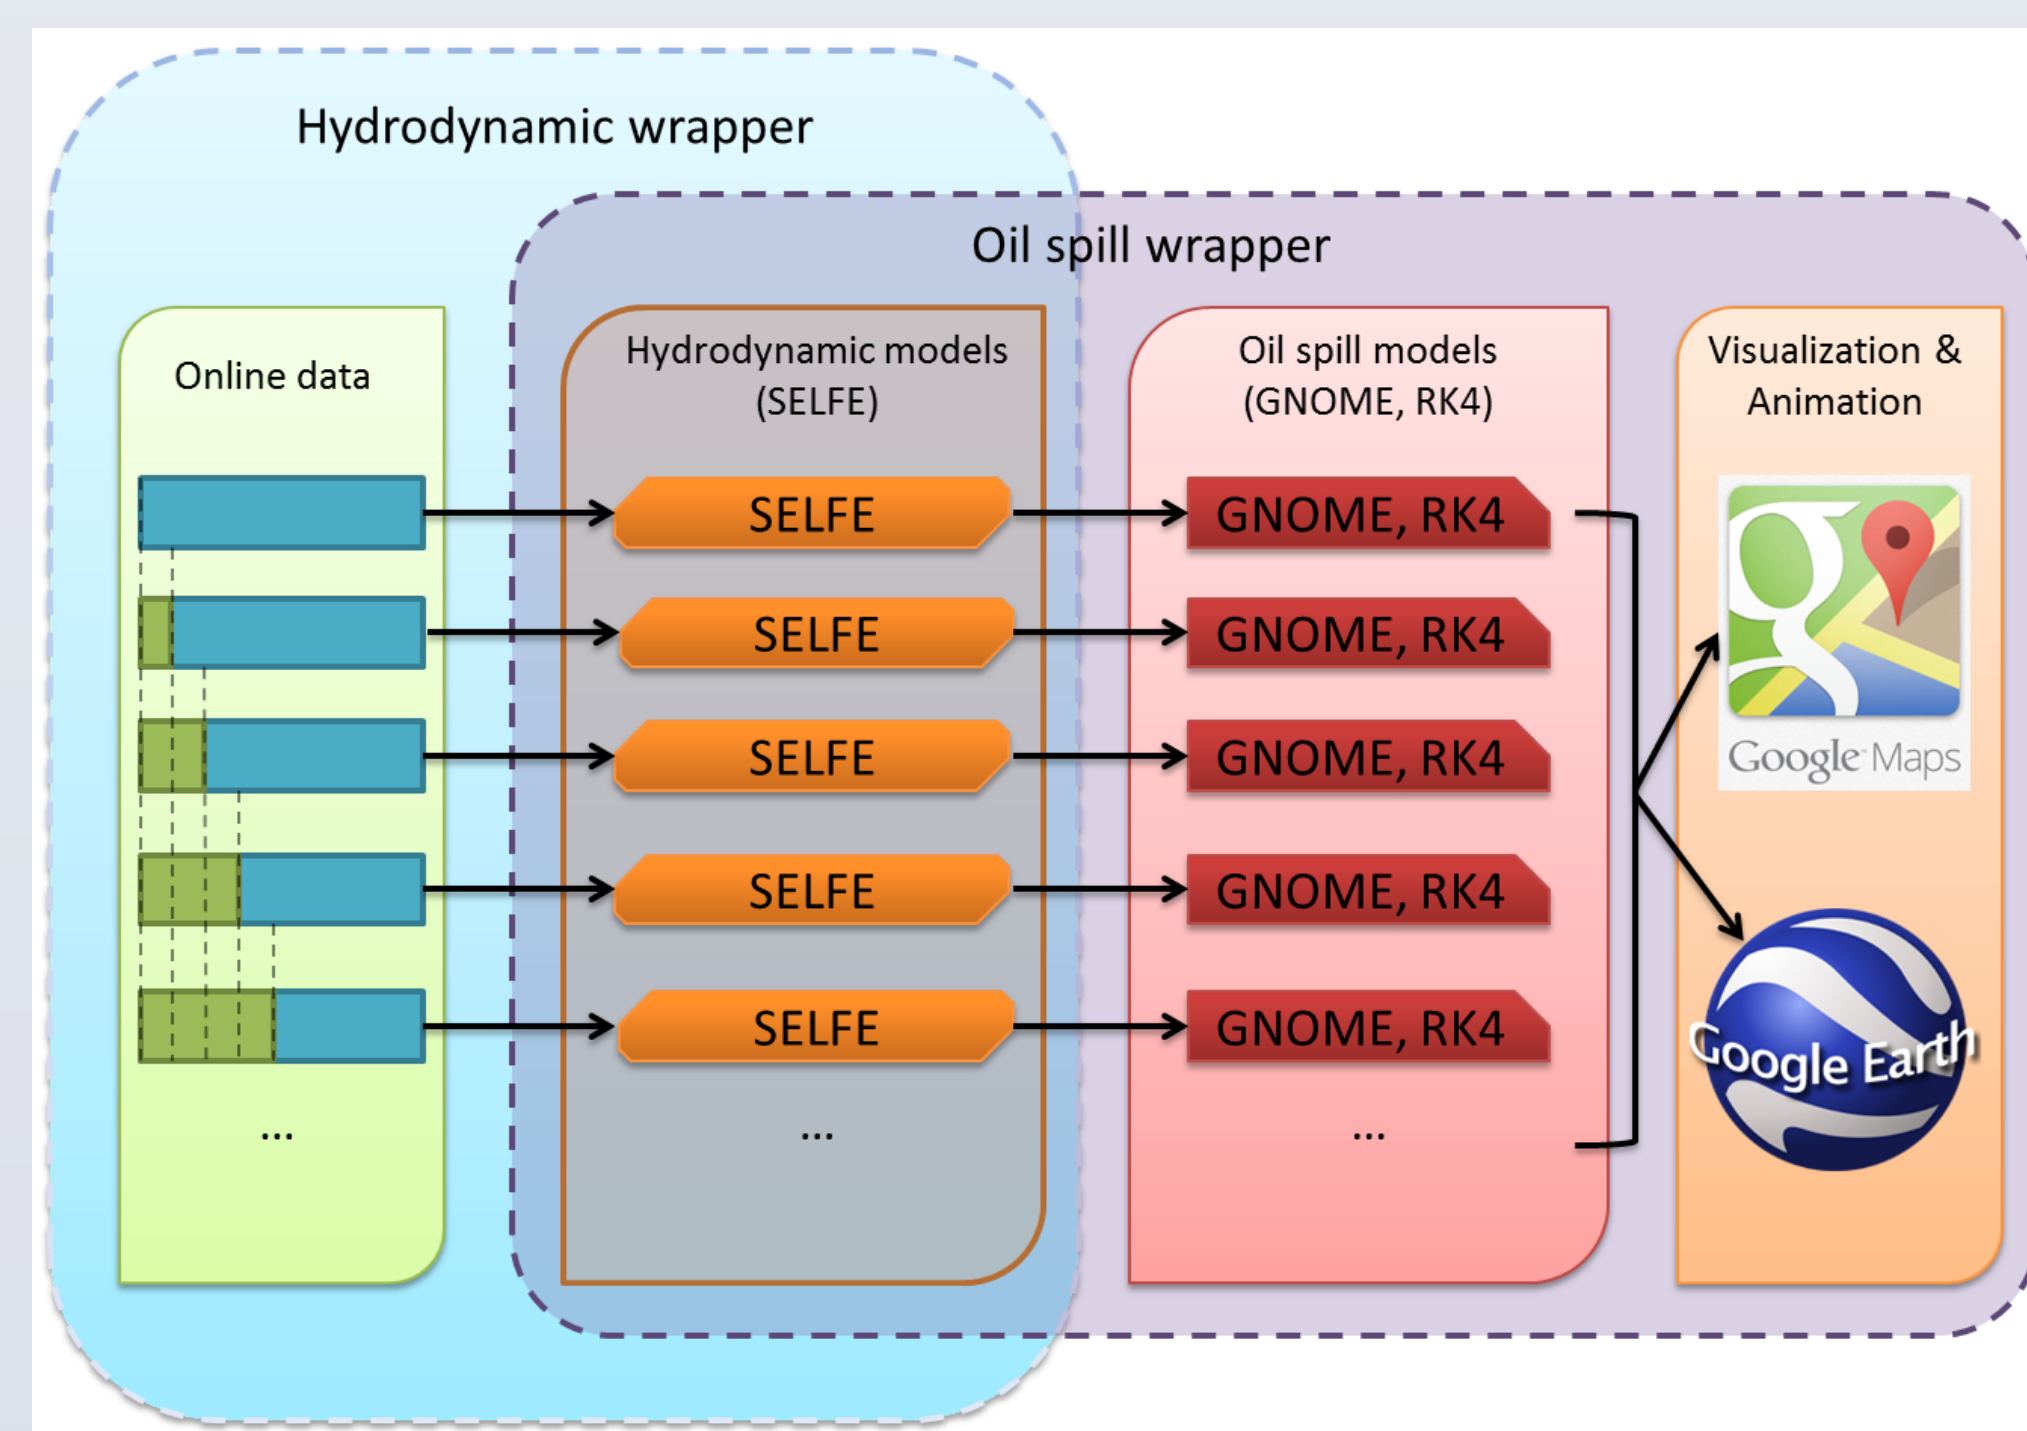 Hydrodynamic wrapper
Oil spill wrapper
Online data
Hydrodynamic models
(SELFE)
Oil spill models
(GNOME, RK4)
Visualization &
Animation
SELFE
GNOME, RK4
SELFE
GNOME, RK4
SELFE
GNOME, RK4
Google Maps
SELFE
GNOME, RK4
SELFE
GNOME, RK4
Google Earth
...
...
...